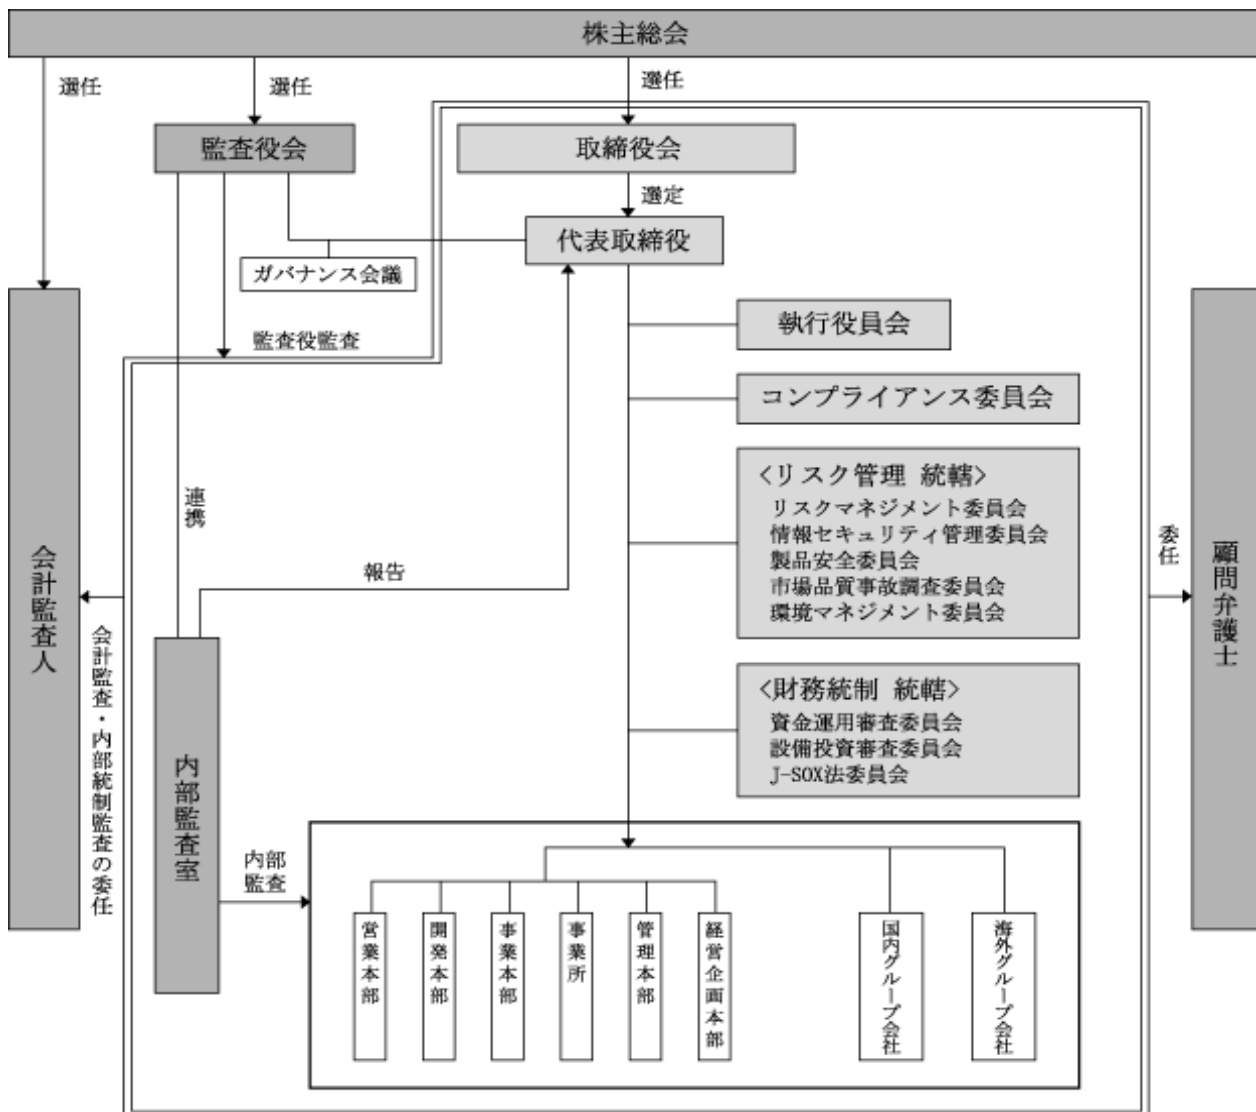 株主総会
選任
選任
選任
監査役会
取締役会
選定
代表取締役
ガバナンス会議
監査役監査
執行役員会
コンプライアンス委員会
<リスク管理 統轄>
リスクマネジメント委員会
情報セキュリティ管理委員会
製品安全委員会
市場品質事故調査委員会
環境マネジメント委員会
連携
報告
委任
会計監査人
顧問弁護士
会計監査・内部統制監査の委任
<財務統制 統轄>
資金運用審査委員会
設備投資審査委員会
J-SOX法委員会
内部監査室
内部
監査
営業本部
開発本部
事業本部
事業所
管理本部
経営企画本部
国内グループ会社
海外グループ会社